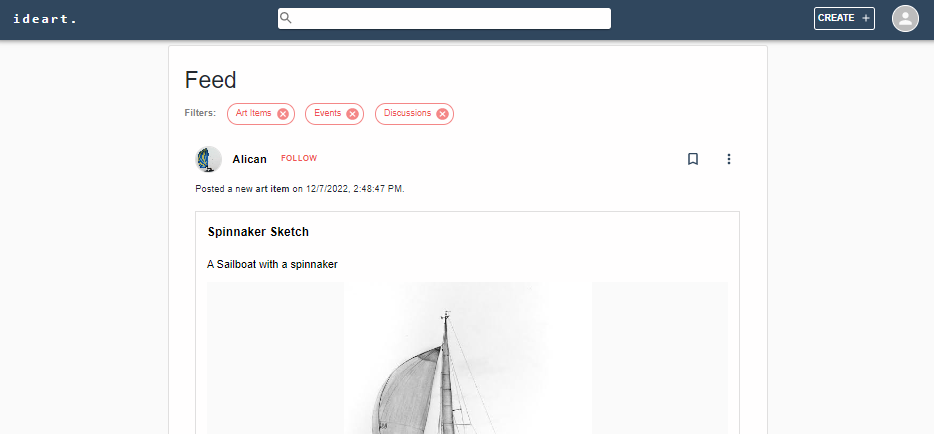 ideart.
CREATE +
Feed
Filters: Art Items Events Discussions
Alican FOLLOW
Posted a new art item on 12/7/2022, 2:48:47 PM.
Spinnaker Sketch
A Sailboat with a spinnaker